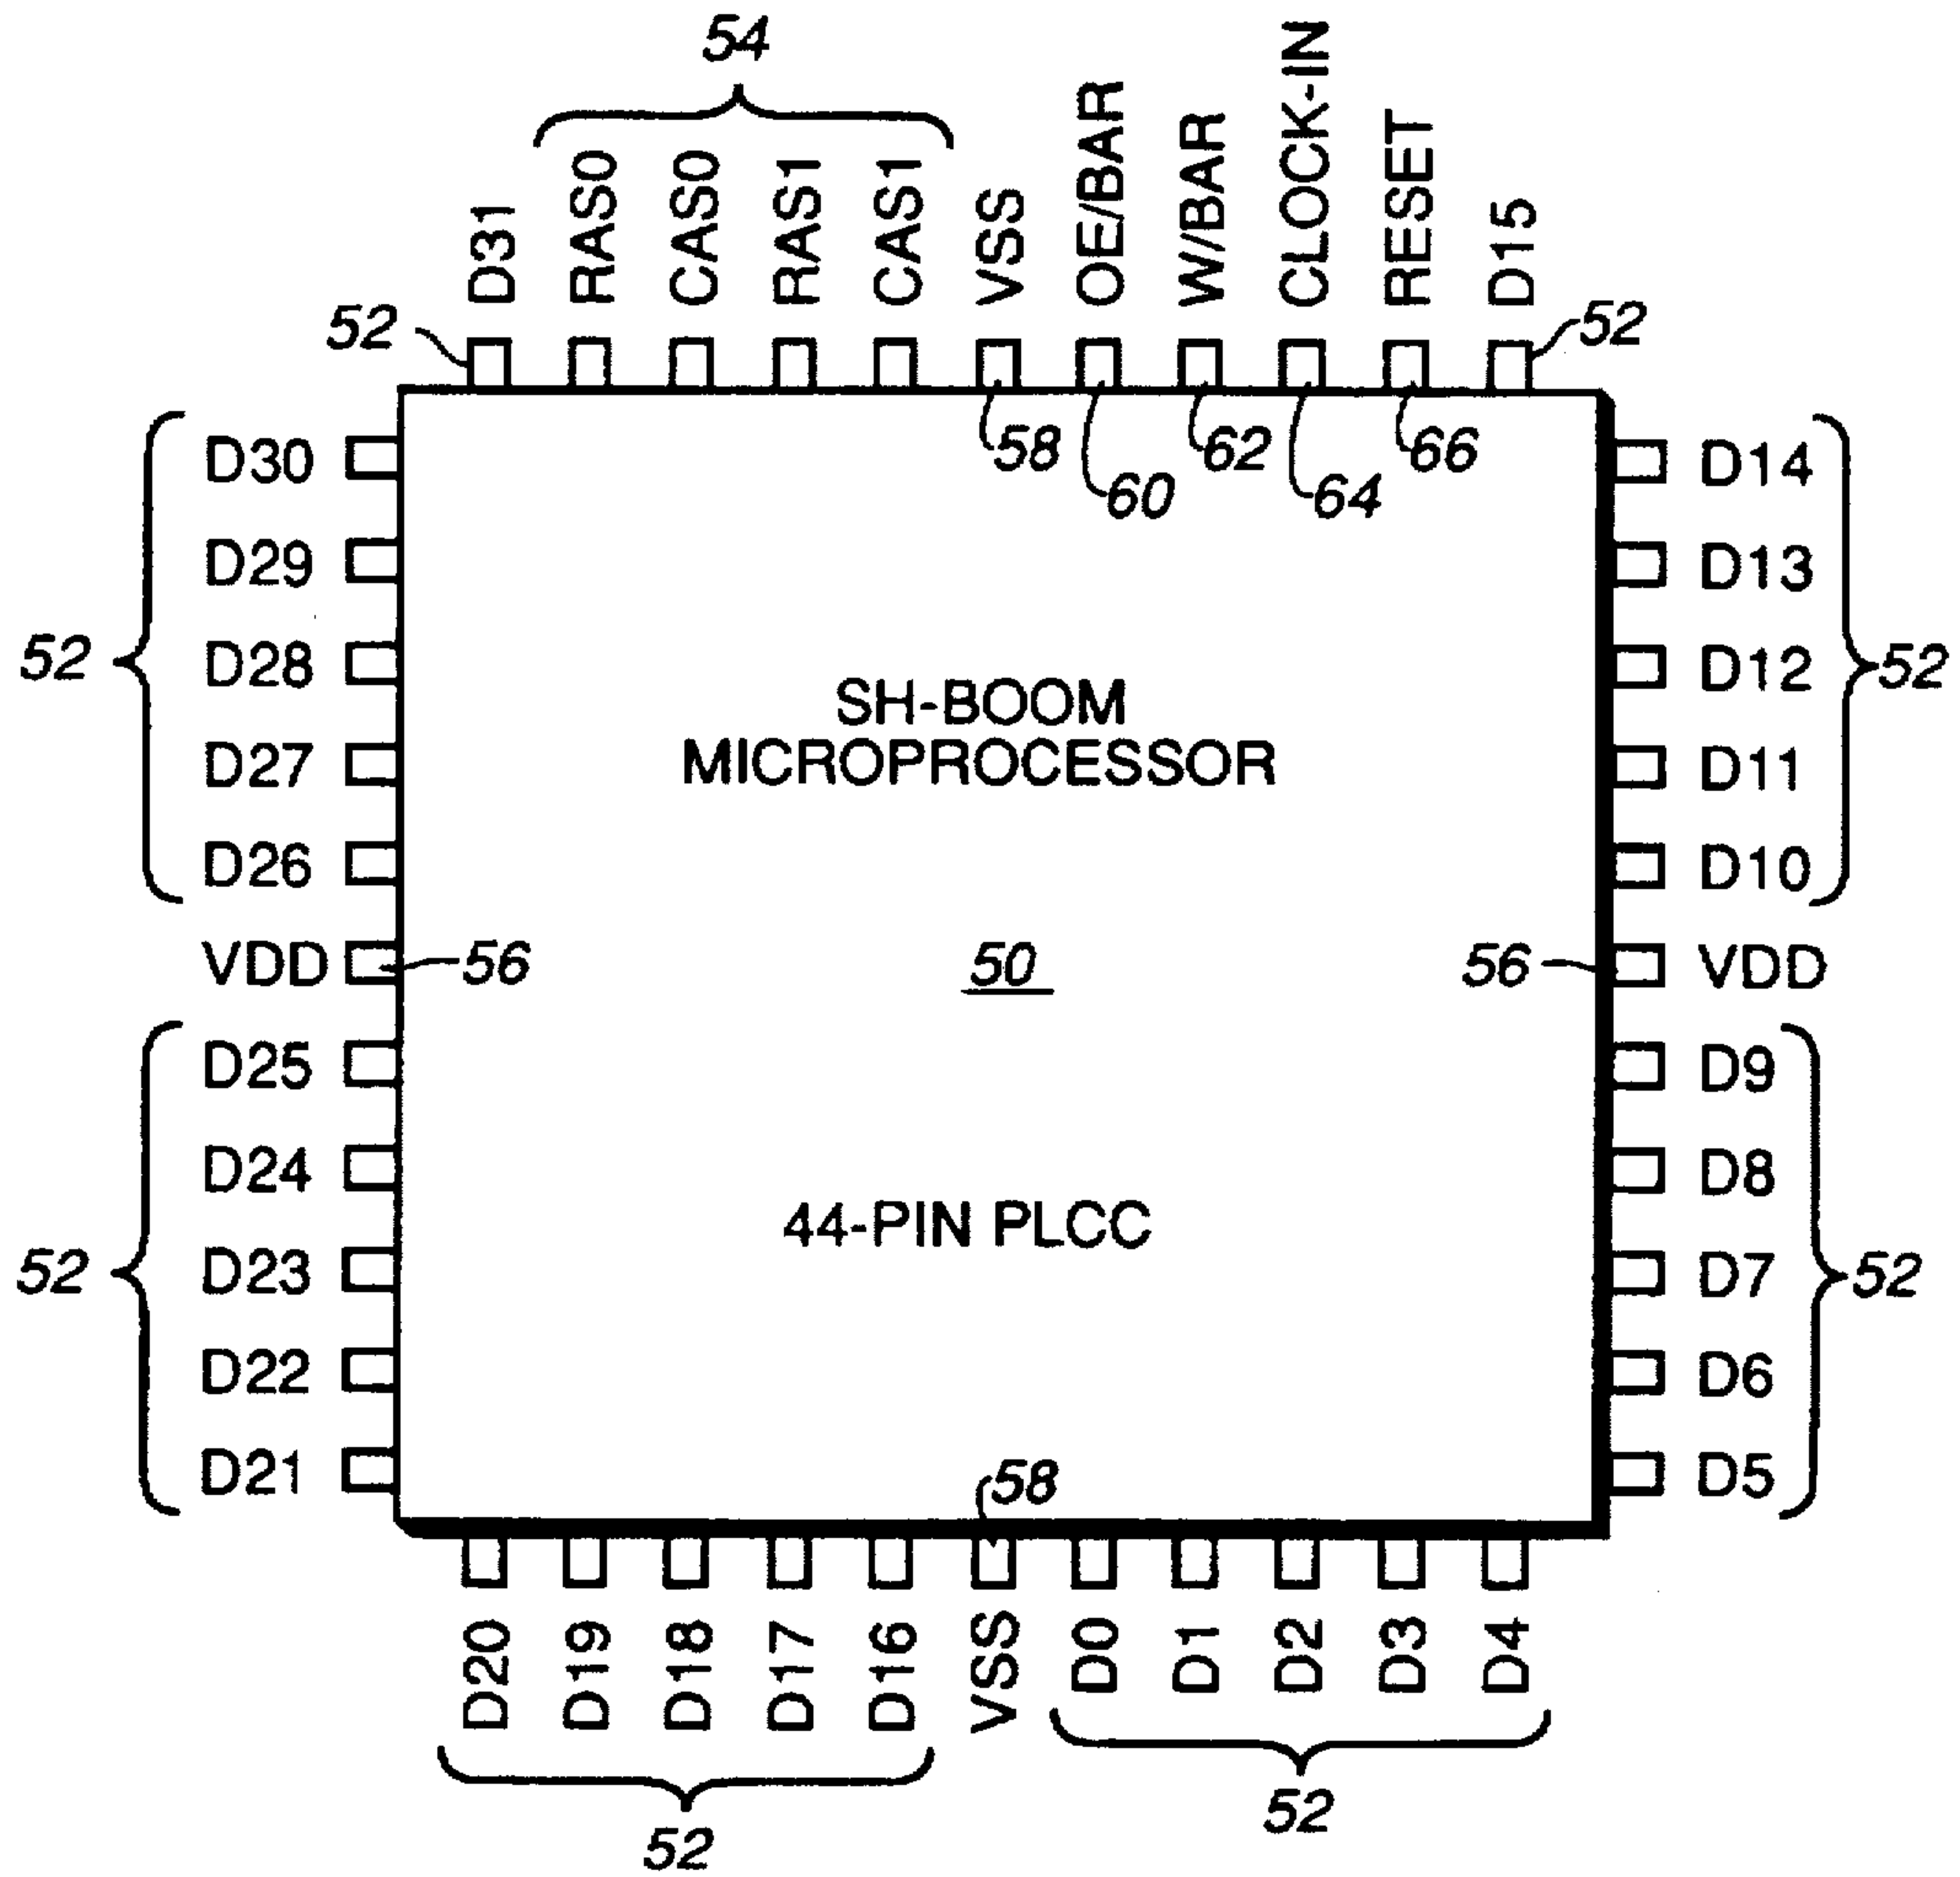 54
D31
RAS0
CAS0
RAS1
CAS1
VSS
OE/BAR
W/BAR
CLOCK-IN
RESET
D15
52
52
58
60
62
64
66
52
D30
D29
D28
D27
D26
VDD
56
52
D25
D24
D23
D22
D21
SH-BOOM
MICROPROCESSOR
50
44-PIN PLCC
58
D14
D13
D12
D11
D10
52
56
VDD
D9
D8
D7
D6
D5
52
D20
D19
D18
D17
D16
VSS
D0
D1
D2
D3
D4
52
52